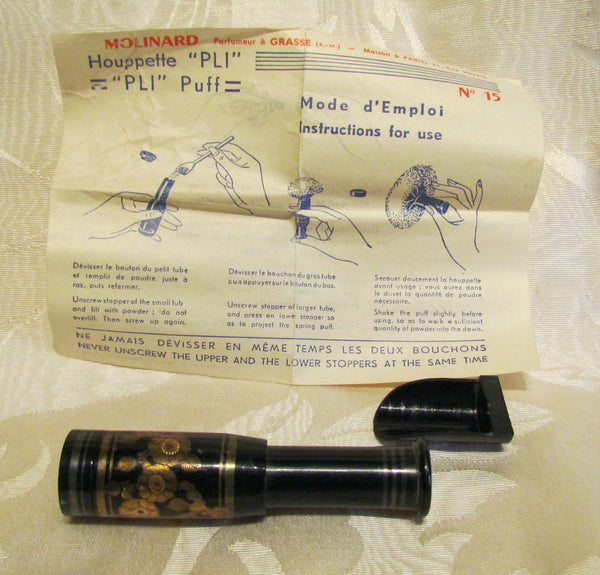 MOLINARD Parfumeur à GRASSE (A.-M.) — Maison à PARIS,
Houppette "PLI"
"PLI" Puff
N° 15
Mode d'Emploi
Instructions for use
Dévisser le bouton du petit tube
et remplir de poudre juste à
ras, puis refermer.
Unscrew stopper of the small tub
and fill with powder ; do not
overfill. Then screw up again.
Dévisser le bouchon du gros tube
puis appuyer sur le bouton du bas.
Unscrew stopper of larger tube,
and press on lower stopper so
as to project the spring puff.
Secouer doucement la houppette
avant usage : vous aurez dans
le duvet la quantité de poudre
nécessaire.
Shake the puff slightly before
using, so as to work a sufficient
quantity of powder into the down.
NE JAMAIS DÉVISSER EN MÊME TEMPS LES DEUX BOUCHONS
NEVER UNSCREW THE UPPER AND THE LOWER STOPPERS AT THE SAME TIME